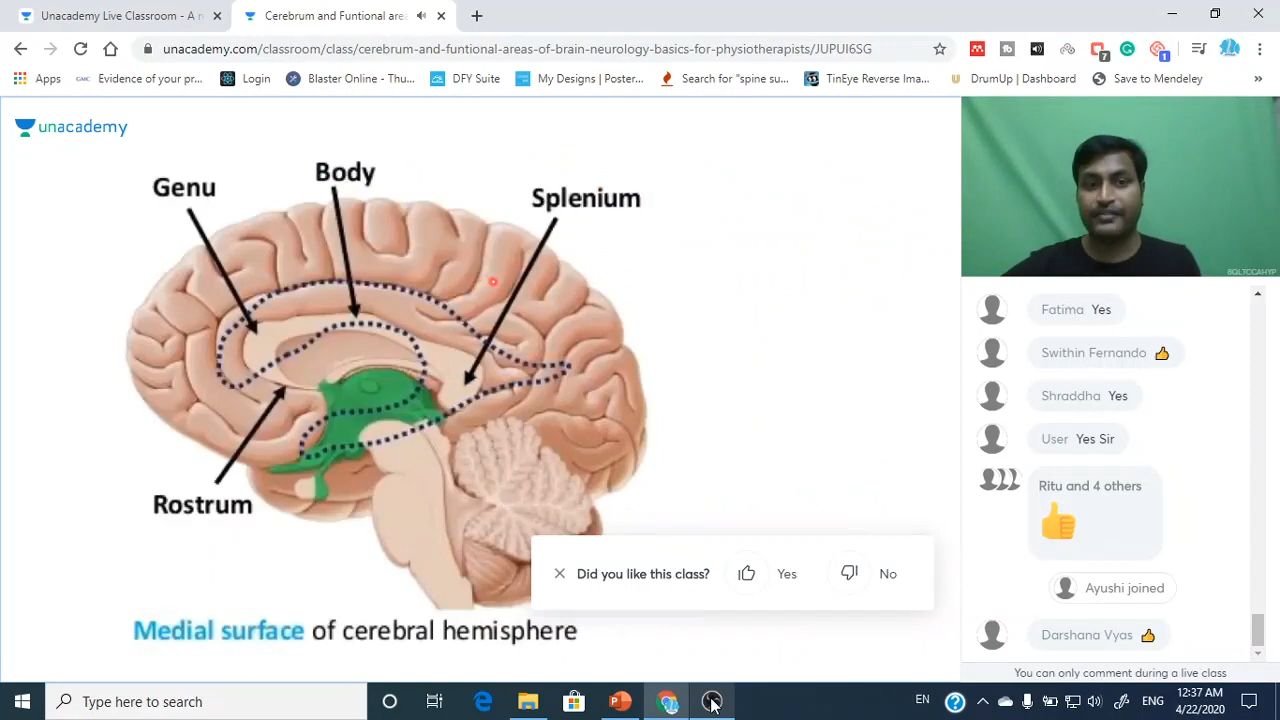 Unacademy Live Classroom - A n
Cerebrum and Funtional area
unacademy.com/classroom/class/cerebrum-and-funtional-areas-of-brain-neurology-basics-for-physiotherapists/JUPUI6SG
7
1
Apps
GMC Evidence of your pr...
Login
Blaster Online - Thu...
DFY Suite
My Designs | Poster...
Search for "spine su...
TinEye Reverse Ima...
DrumUp | Dashboard
Save to Mendeley
»
unacademy
Genu
Body
Splenium
Rostrum
Medial surface of cerebral hemisphere
Did you like this class?
Yes
No
Fatima Yes
Swithin Fernando
Shraddha Yes
User Yes Sir
Ritu and 4 others
Ayushi joined
Darshana Vyas
You can only comment during a live class
Type here to search
EN
ENG
12:37 AM
4/22/2020